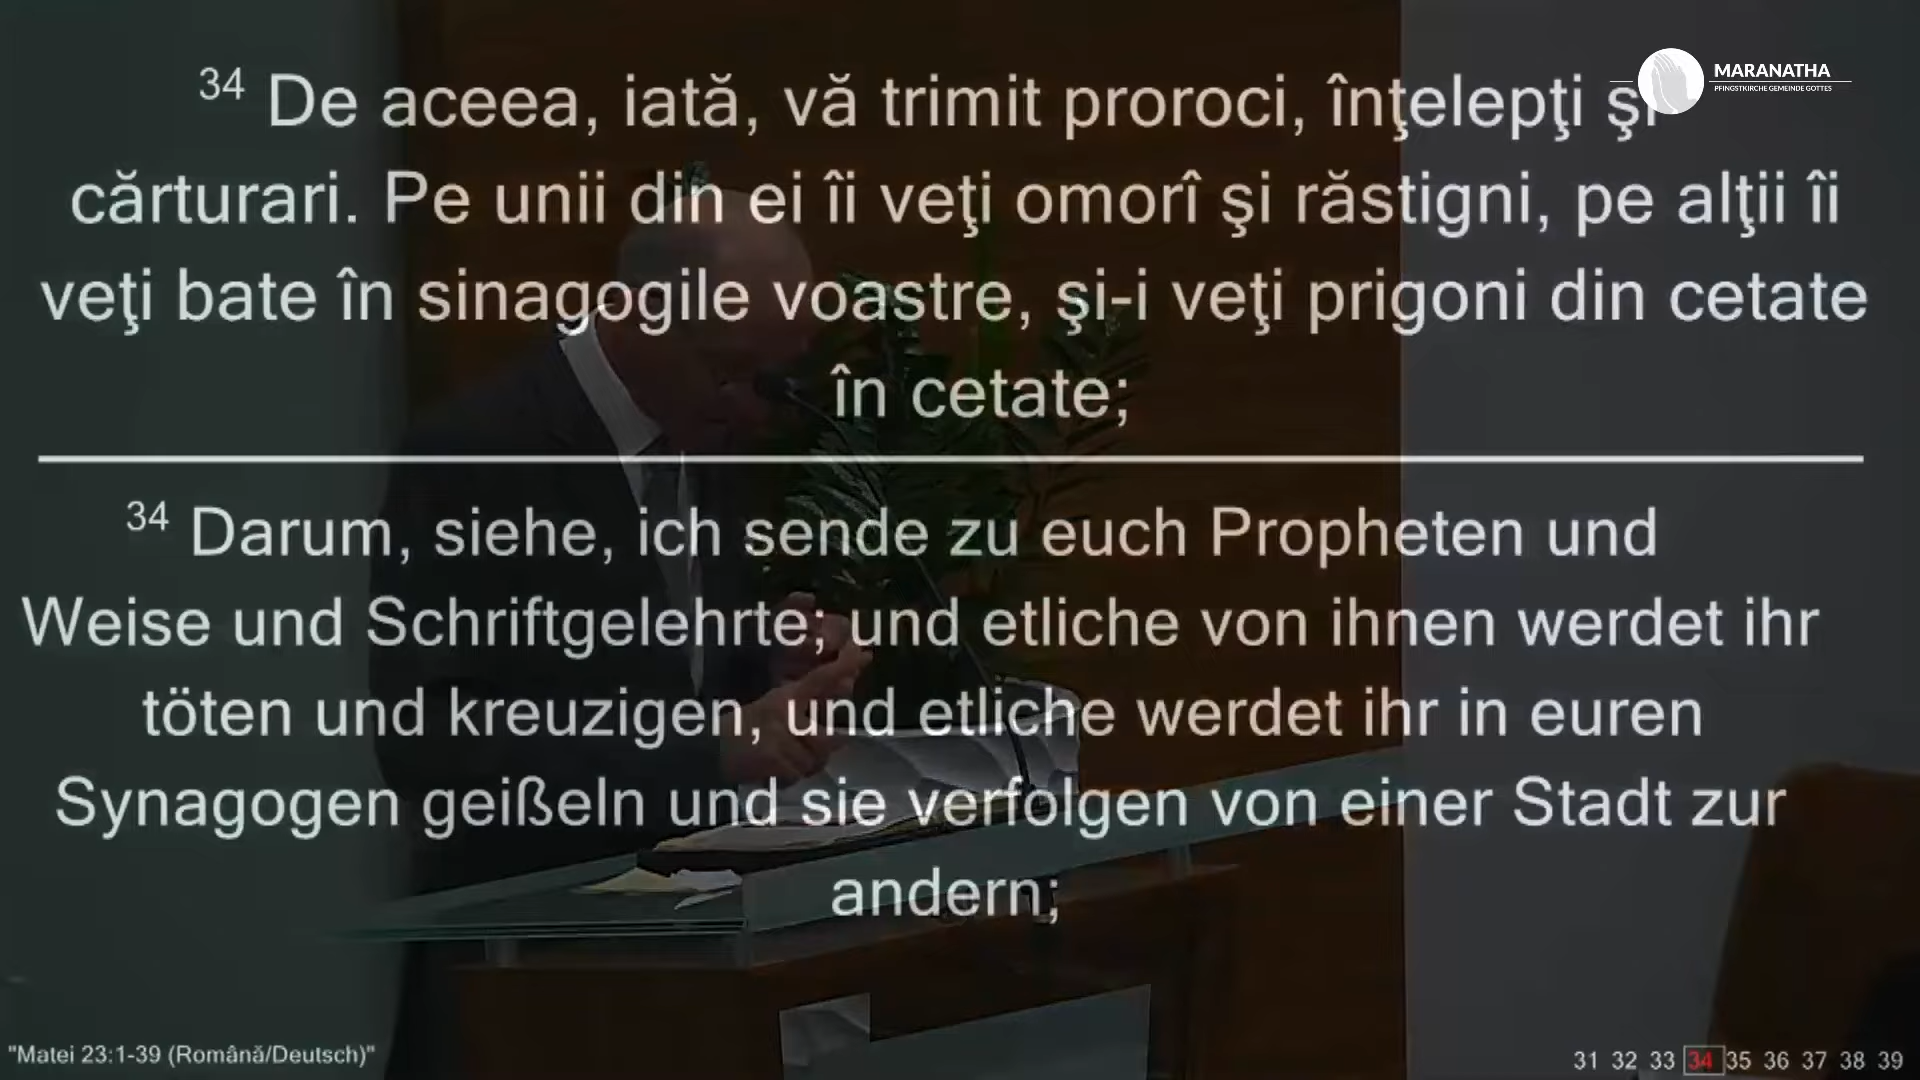 MARANATHA
PFINGSTKIRCHE GEMEINDE GOTTES
34 De aceea, iată, vă trimit proroci, înţelepţi şi
cărturari. Pe unii din ei îi veţi omorî şi răstigni, pe alţii îi
veţi bate în sinagogile voastre, şi-i veţi prigoni din cetate
în cetate;
34 Darum, siehe, ich sende zu euch Propheten und
Weise und Schriftgelehrte; und etliche von ihnen werdet ihr
töten und kreuzigen, und etliche werdet ihr in euren
Synagogen geißeln und sie verfolgen von einer Stadt zur
andern;
"Matei 23:1-39 (Română/Deutsch)"
31 32 33 34 35 36 37 38 39